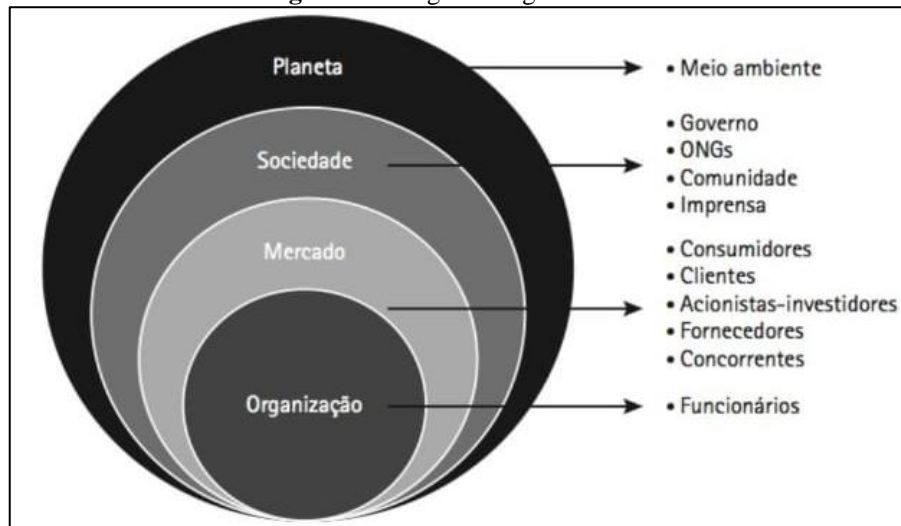 Planeta
• Meio ambiente
Sociedade
• Governo
• ONGs
• Comunidade
• Imprensa
Mercado
• Consumidores
• Clientes
• Acionistas-investidores
• Fornecedores
• Concorrentes
Organização
• Funcionários